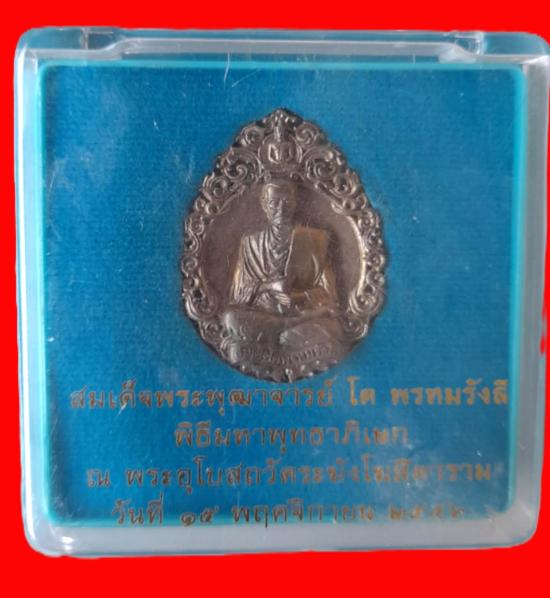 สมเด็จพระพุฒาจารย์ โต พรหมรังสี
พิธีมหาพุทธาภิเษก
ณ พระอุโบสถวัดระฆังโฆสิตาราม
วันที่ ๑๕ พฤศจิกายน